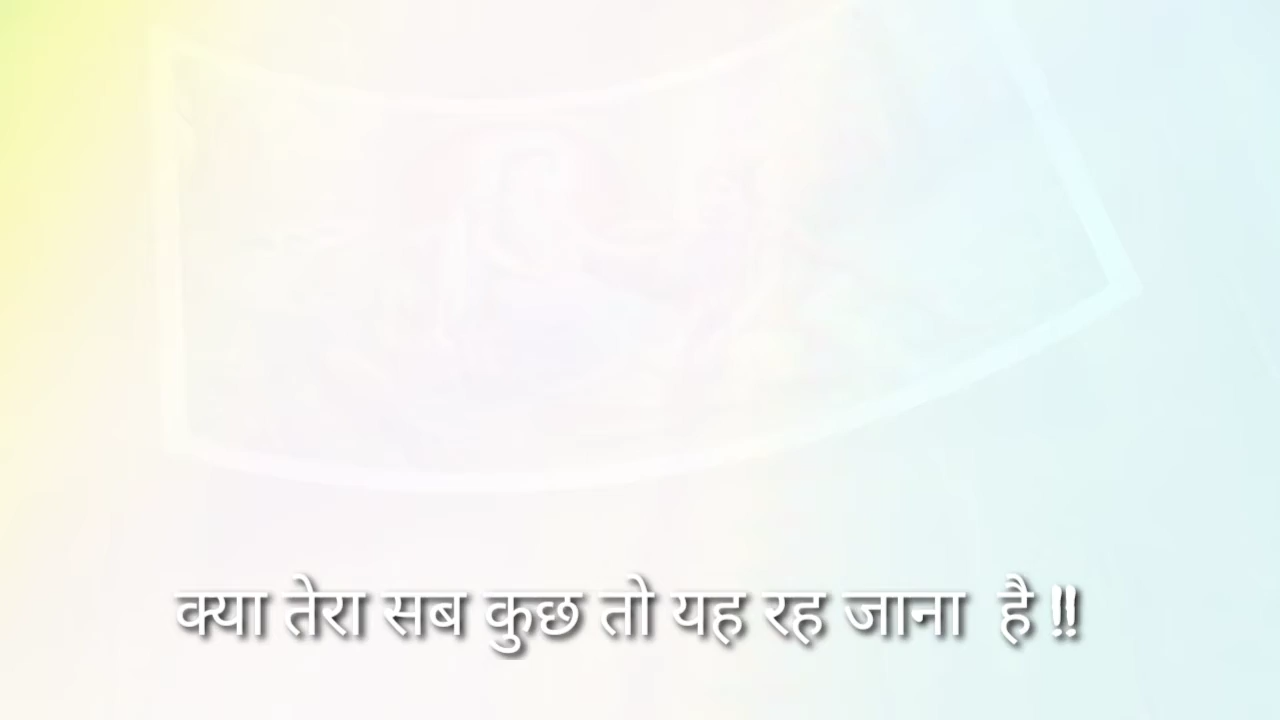 क्या तेरा सब कुछ तो यह रह जाना है !!